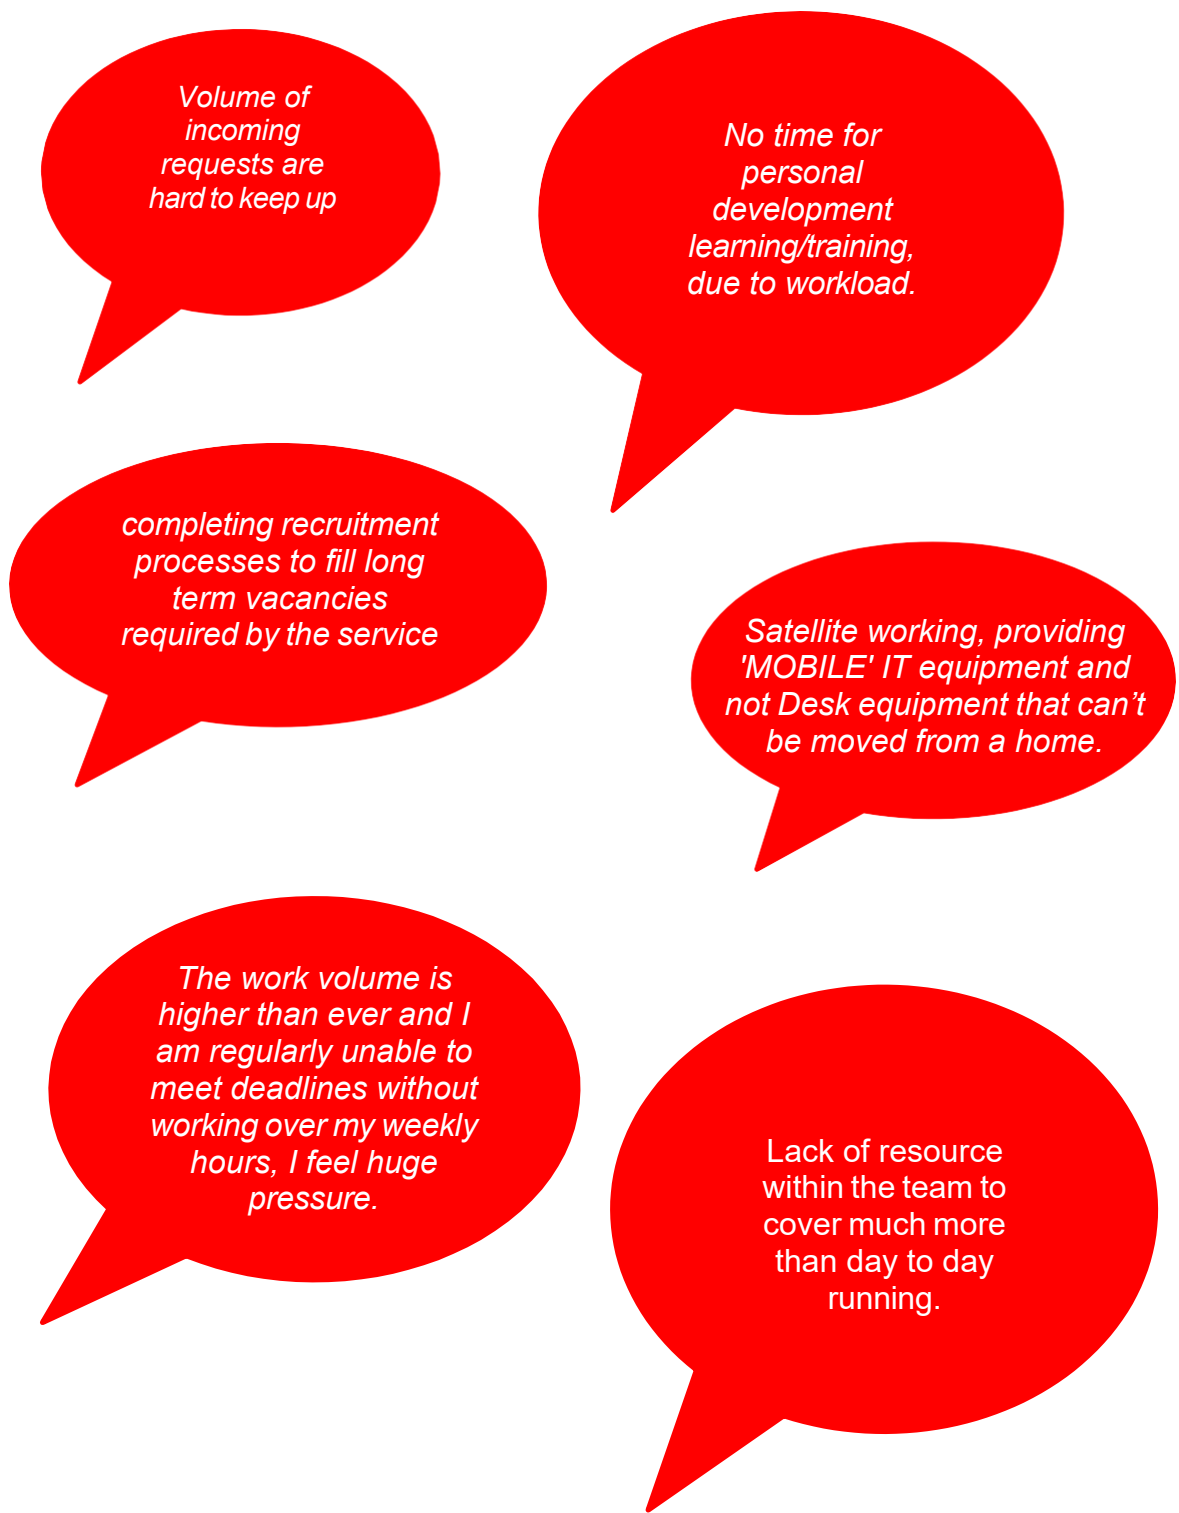 Volume of
incoming
requests are
hard to keep up
No time for
personal
development
learning/training,
due to workload.
completing recruitment
processes to fill long
term vacancies
required by the service
Satellite working, providing
'MOBILE' IT equipment and
not Desk equipment that can’t
be moved from a home.
The work volume is
higher than ever and I
am regularly unable to
meet deadlines without
working over my weekly
hours, I feel huge
pressure.
Lack of resource
within the team to
cover much more
than day to day
running.